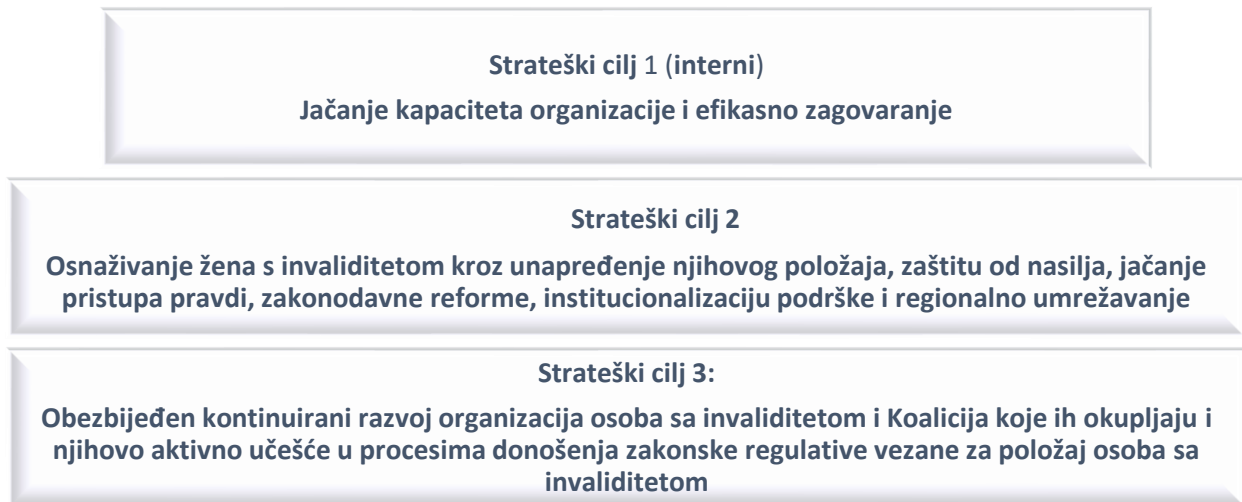 Strateški cilj 1 (interni)
Jačanje kapaciteta organizacije i efikasno zagovaranje
Strateški cilj 2
Osnaživanje žena s invaliditetom kroz unapređenje njihovog položaja, zaštitu od nasilja, jačanje
pristupa pravdi, zakonodavne reforme, institucionalizaciju podrške i regionalno umrežavanje
Strateški cilj 3:
Obezbijeđen kontinuirani razvoj organizacija osoba sa invaliditetom i Koalicija koje ih okupljaju i
njihovo aktivno učešće u procesima donošenja zakonske regulative vezane za položaj osoba sa
invaliditetom